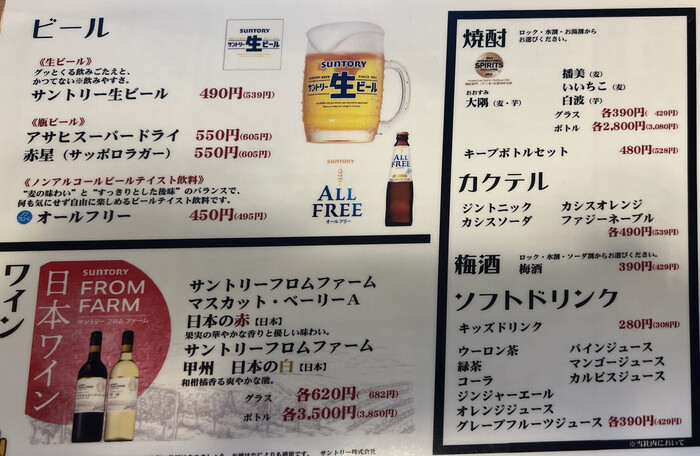 ビール
SUNTORY
サントリー生ビール
《生ビール》
グッとくる飲みごたえと、
かつてない※飲みやすさ。
サントリー生ビール 490円(539円)
《瓶ビール》
アサヒスーパードライ 550円(605円)
赤星(サッポロラガー) 550円(605円)
《ノンアルコールビールテイスト飲料》
“麦の味わい”と“すっきりとした後味”のバランスで、
何も気にせず自由に楽しめるビールテイスト飲料です。
オールフリー 450円(495円)
SUNTORY
サントリー生ビール
SUNTORY
ALL
FREE
オールフリー
ALL
FREE
ワイン
日本ワイン
SUNTORY
FROM
FARM
サントリー フロム ファーム
サントリーフロムファーム
マスカット・ベーリーA
日本の赤【日本】
果実の華やかな香りと優しい味わい。
サントリーフロムファーム
甲州 日本の白【日本】
和柑橘香る爽やかな液。
グラス 各620円( 682円)
ボトル 各3,500円(3,850円)
サントリー株式会社
焼酎
ロック・水割・お湯割から
お選びください。
SPIRITS
おおすみ
大隅(麦・芋)
播美(麦)
いいちこ(麦)
白波(芋)
グラス 各390円( 429円)
ボトル 各2,800円(3,080円)
キープボトルセット 480円(528円)
カクテル
ジントニック カシスオレンジ
カシスソーダ ファジーネーブル
各490円(539円)
梅酒
ロック・水割・ソーダ割からお選びください。
梅酒 390円(429円)
ソフトドリンク
キッズドリンク 280円(308円)
ウーロン茶 パインジュース
緑茶 マンゴージュース
コーラ カルピスジュース
ジンジャーエール
オレンジジュース
グレープフルーツジュース 各390円(429円)
※当社内において